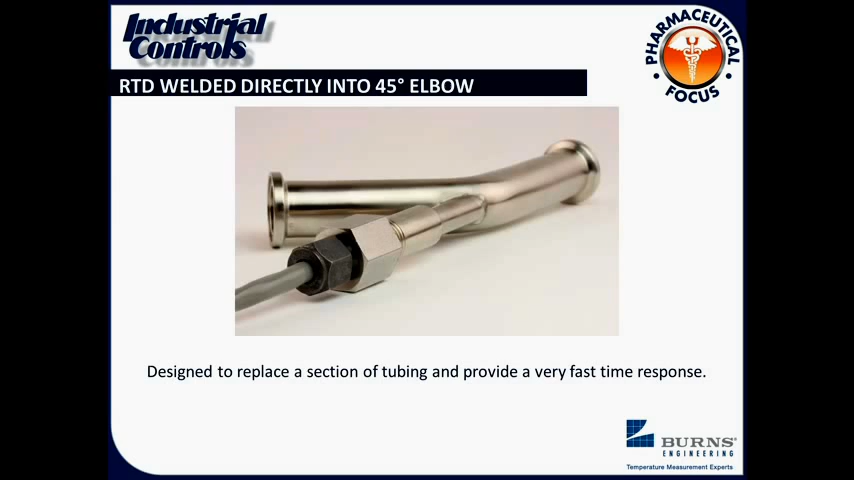 Industrial
Controls
PHARMACEUTICAL
FOCUS
RTD WELDED DIRECTLY INTO 45° ELBOW
Designed to replace a section of tubing and provide a very fast time response.
BURNS®
ENGINEERING
Temperature Measurement Experts